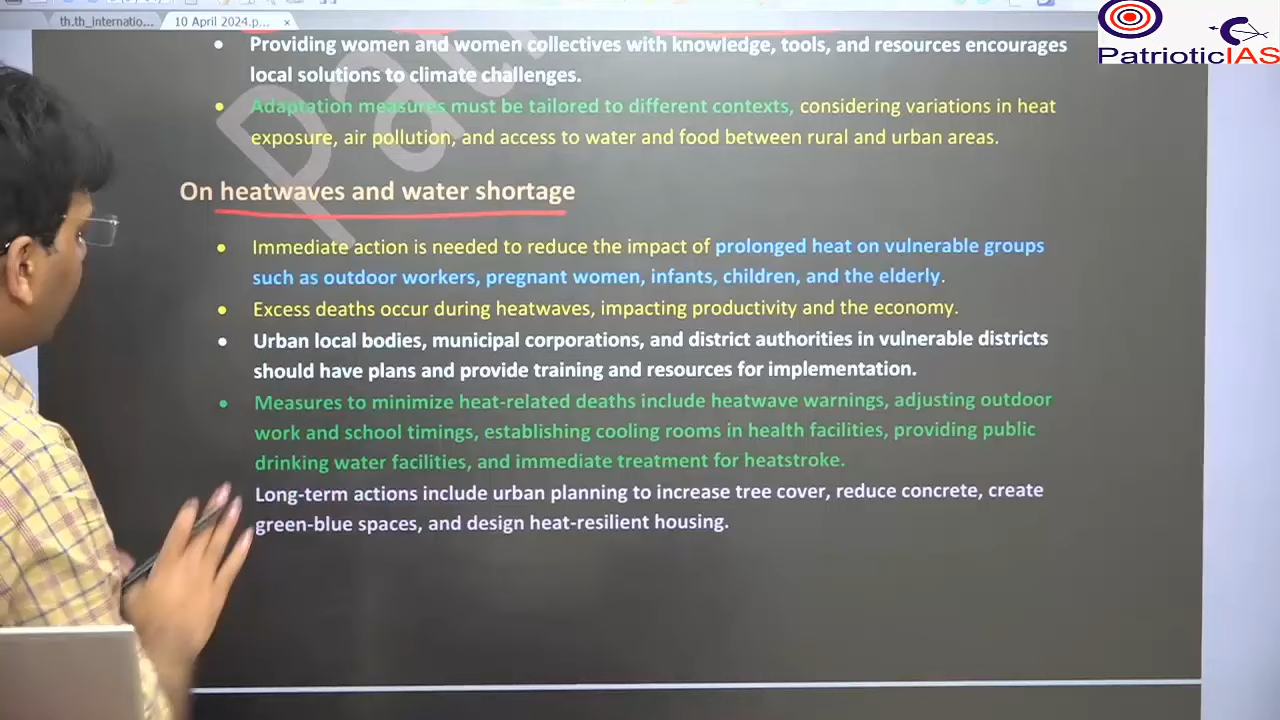 th.th_internatio...
10 April 2024.p...
×
PatrioticIAS
• Providing women and women collectives with knowledge, tools, and resources encourages
local solutions to climate challenges.
• Adaptation measures must be tailored to different contexts, considering variations in heat
exposure, air pollution, and access to water and food between rural and urban areas.
On heatwaves and water shortage
• Immediate action is needed to reduce the impact of prolonged heat on vulnerable groups
such as outdoor workers, pregnant women, infants, children, and the elderly.
• Excess deaths occur during heatwaves, impacting productivity and the economy.
• Urban local bodies, municipal corporations, and district authorities in vulnerable districts
should have plans and provide training and resources for implementation.
• Measures to minimize heat-related deaths include heatwave warnings, adjusting outdoor
work and school timings, establishing cooling rooms in health facilities, providing public
drinking water facilities, and immediate treatment for heatstroke.
Long-term actions include urban planning to increase tree cover, reduce concrete, create
green-blue spaces, and design heat-resilient housing.